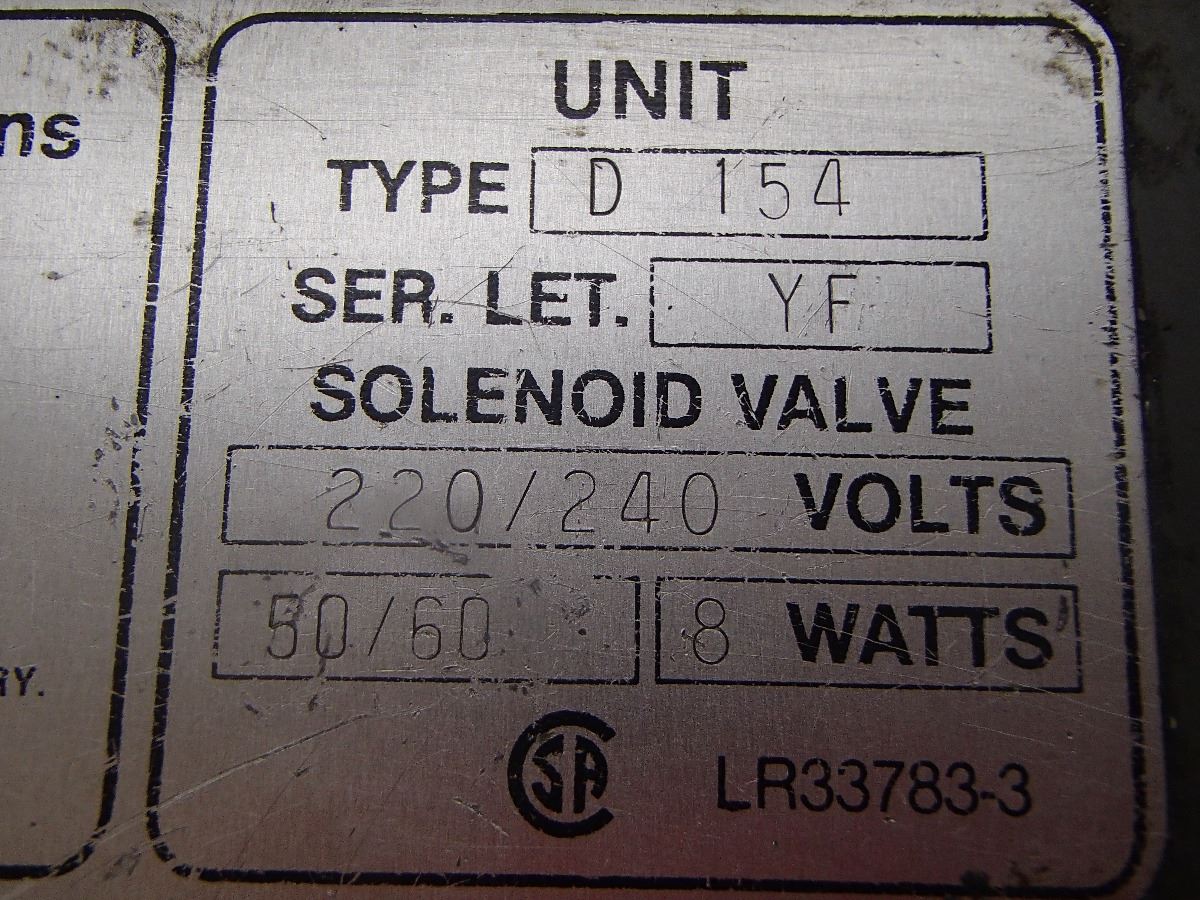 ns
RY.
UNIT
TYPE D 154
SER. LET. YF
SOLENOID VALVE
220/240 VOLTS
50/60 8 WATTS
CSA LR33783-3